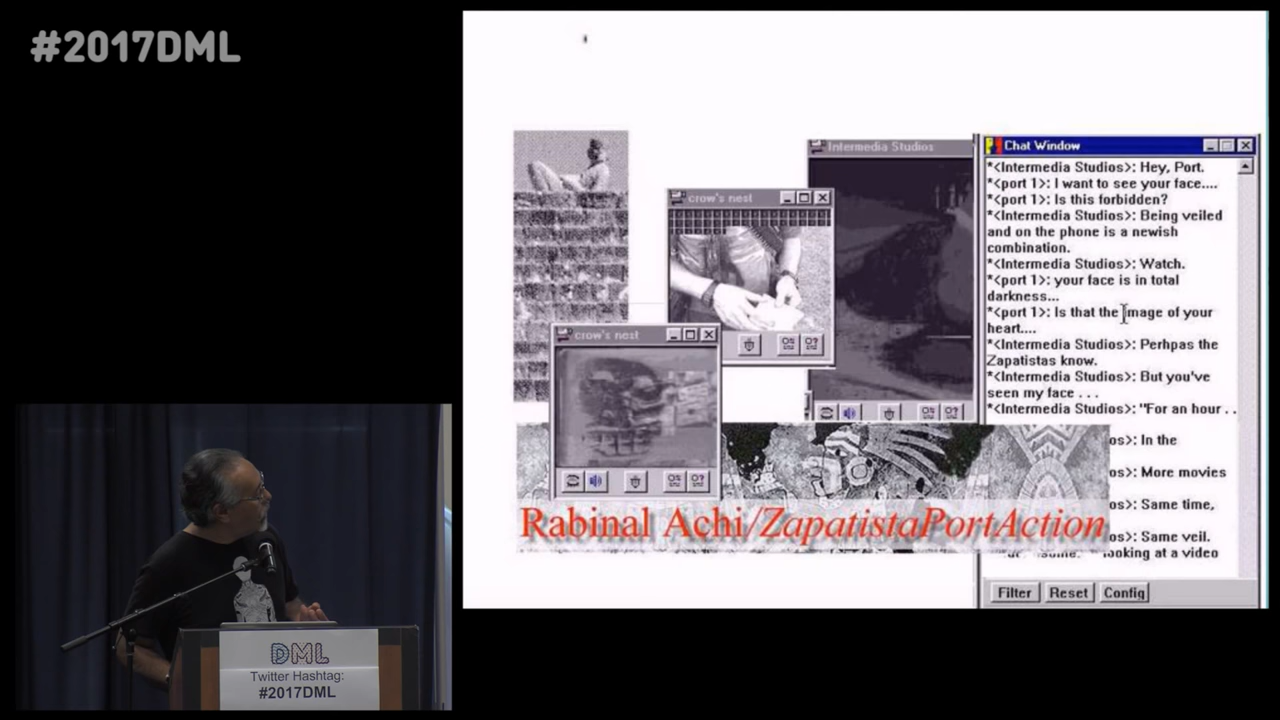 #2017DML
Intermedia Studios
crow's nest
crow's nest
Chat Window
*<Intermedia Studios>: Hey, Port.
*<port 1>: I want to see your face....
*<port 1>: Is this forbidden?
*<Intermedia Studios>: Being veiled
and on the phone is a newish
combination.
*<Intermedia Studios>: Watch.
*<port 1>: your face is in total
darkness...
*<port 1>: Is that the image of your
heart....
*<Intermedia Studios>: Perhpas the
Zapatistas know.
*<Intermedia Studios>: But you've
seen my face . . .
*<Intermedia Studios>: "For an hour . .
os>: In the
os>: More movies
os>: Same time,
os>: Same veil.
looking at a video
Rabinal Achi/ZapatistaPortAction
Filter Reset Config
DML
Twitter Hashtag:
#2017DML